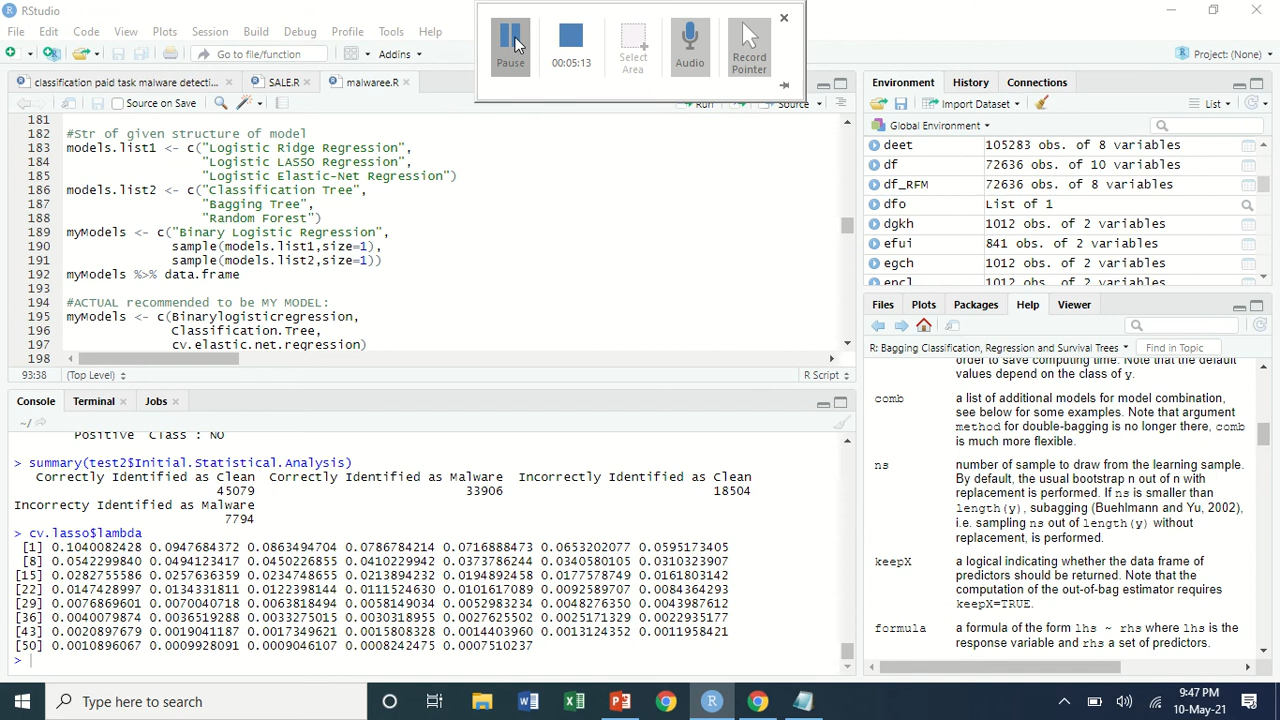 RStudio
File Edit Code View Plots Session Build Debug Profile Tools Help
Go to file/function
Addins
Project: (None)
Pause
00:05:13
Select Area
Audio
Record Pointer
classification paid task malware detecti...
SALE.R
malwaree.R
Source on Save
Run
Source
181
182 #Str of given structure of model
183 models.list1 <- c("Logistic Ridge Regression",
184 "Logistic LASSO Regression",
185 "Logistic Elastic-Net Regression")
186 models.list2 <- c("Classification Tree",
187 "Bagging Tree",
188 "Random Forest")
189 myModels <- c("Binary Logistic Regression",
190 sample(models.list1,size=1),
191 sample(models.list2,size=1))
192 myModels %>% data.frame
193
194 #ACTUAL recommended to be MY MODEL:
195 myModels <- c(Binarylogisticregression,
196 Classification.Tree,
197 cv.elastic.net.regression)
198
93:38 (Top Level) R Script
Console Terminal Jobs
~/
Positive Class : NO
> summary(test2$Initial.Statistical.Analysis)
Correctly Identified as Clean Correctly Identified as Malware Incorrectly Identified as Clean
45079 33906 18504
Incorrecty Identified as Malware
7794
> cv.lasso$lambda
[1] 0.1040082428 0.0947684372 0.0863494704 0.0786784214 0.0716888473 0.0653202077 0.0595173405
[8] 0.0542299840 0.0494123417 0.0450226855 0.0410229942 0.0373786244 0.0340580105 0.0310323907
[15] 0.0282755586 0.0257636359 0.0234748655 0.0213894232 0.0194892458 0.0177578749 0.0161803142
[22] 0.0147428997 0.0134331811 0.0122398144 0.0111524630 0.0101617089 0.0092589707 0.0084364293
[29] 0.0076869601 0.0070040718 0.0063818494 0.0058149034 0.0052983234 0.0048276350 0.0043987612
[36] 0.0040079874 0.0036519288 0.0033275015 0.0030318955 0.0027625502 0.0025171330 0.0022935177
[43] 0.0020897679 0.0019041187 0.0017349621 0.0015808328 0.0014403960 0.0013124352 0.0011958421
[50] 0.0010896067 0.0009928091 0.0009046107 0.0008242475 0.0007510237
>
Environment History Connections
Import Dataset
List
Global Environment
deet 105283 obs. of 8 variables
df 72636 obs. of 10 variables
df_RFM 72636 obs. of 8 variables
dfo List of 1
dgkh 1012 obs. of 2 variables
efui 841 obs. of 2 variables
egch 1012 obs. of 2 variables
encl 1012 obs. of 2 variables
Files Plots Packages Help Viewer
R: Bagging Classification, Regression and Survival Trees
Find in Topic
order to save computing time. Note that the default
values depend on the class of y.
comb a list of additional models for model combination,
see below for some examples. Note that argument
method for double-bagging is no longer there, comb
is much more flexible.
ns number of sample to draw from the learning sample.
By default, the usual bootstrap n out of n with
replacement is performed. If ns is smaller than
length(y), subagging (Buehlmann and Yu, 2002),
i.e. sampling ns out of length(y) without
replacement, is performed.
keepX a logical indicating whether the data frame of
predictors should be returned. Note that the
computation of the out-of-bag estimator requires
keepX=TRUE.
formula a formula of the form lhs ~ rhs where lhs is the
response variable and rhs a set of predictors.
Type here to search
9:47 PM
10-May-21